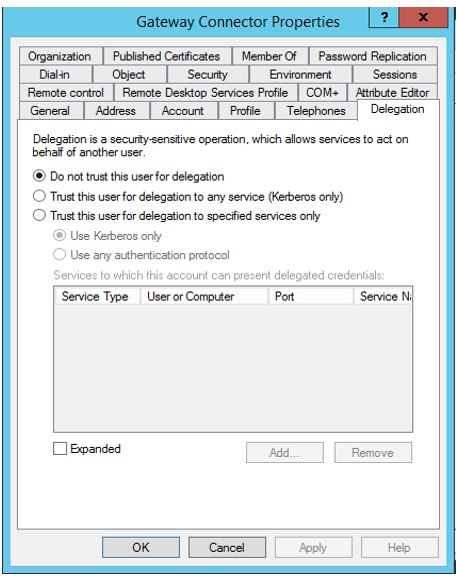 Gateway Connector Properties
?
x
Organization
Published Certificates
Member Of
Password Replication
Dial-in
Object
Security
Environment
Sessions
Remote control
Remote Desktop Services Profile
COM+
Attribute Editor
General
Address
Account
Profile
Telephones
Delegation
Delegation is a security-sensitive operation, which allows services to act on
behalf of another user.
Do not trust this user for delegation
Trust this user for delegation to any service (Kerberos only)
Trust this user for delegation to specified services only
Use Kerberos only
Use any authentication protocol
Services to which this account can present delegated credentials:
Service Type
User or Computer
Port
Service N
Expanded
Add...
Remove
OK
Cancel
Apply
Help